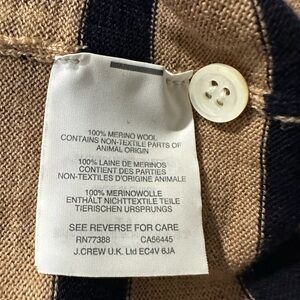 100% MERINO WOOL
CONTAINS NON-TEXTILE PARTS OF
ANIMAL ORIGIN
100% LAINE DE MERINOS
CONTIENT DES PARTIES
NON-TEXTILES D'ORIGINE ANIMALE
100% MERINOWOLLE
ENTHÄLT NICHTTEXTILE TEILE
TIERISCHEN URSPRUNGS
SEE REVERSE FOR CARE
RN77388 CA56445
J.CREW U.K. Ltd EC4V 6JA